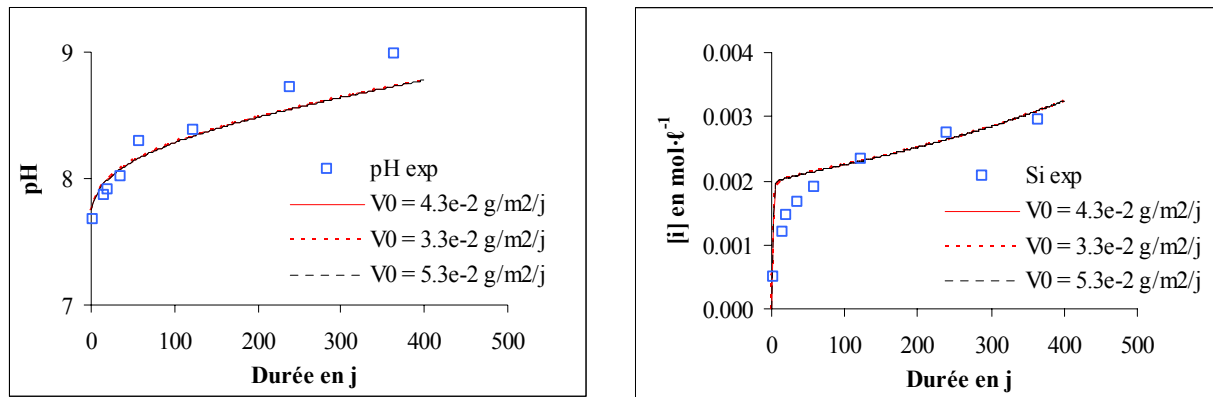 9
8
7
pH
pH exp
V0 = 4.3e-2 g/m2/j
V0 = 3.3e-2 g/m2/j
V0 = 5.3e-2 g/m2/j
0 100 200 300 400 500
Durée en j
0.004
0.003
0.002
0.001
0.000
[i] en mol·ℓ⁻¹
Si exp
V0 = 4.3e-2 g/m2/j
V0 = 3.3e-2 g/m2/j
V0 = 5.3e-2 g/m2/j
0 100 200 300 400 500
Durée en j